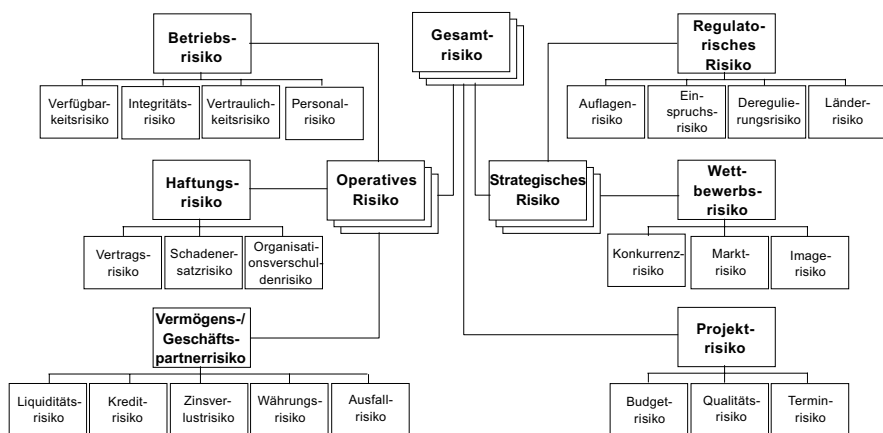 Gesamt-
risiko
Betriebs-
risiko
Verfügbar-
keitsrisiko
Integritäts-
risiko
Vertraulich-
keitsrisiko
Personal-
risiko
Regulato-
risches
Risiko
Auflagen-
risiko
Ein-
spruchs-
risiko
Deregulie-
rungsrisiko
Länder-
risiko
Haftungs-
risiko
Operatives
Risiko
Strategisches
Risiko
Wett-
bewerbs-
risiko
Vertrags-
risiko
Schadener-
satzrisiko
Organisati-
onsverschul-
denrisiko
Konkurrenz-
risiko
Markt-
risiko
Image-
risiko
Vermögens-/
Geschäfts-
partnerrisiko
Projekt-
risiko
Liquiditäts-
risiko
Kredit-
risiko
Zinsver-
lustrisiko
Währungs-
risiko
Ausfall-
risiko
Budget-
risiko
Qualitäts-
risiko
Termin-
risiko